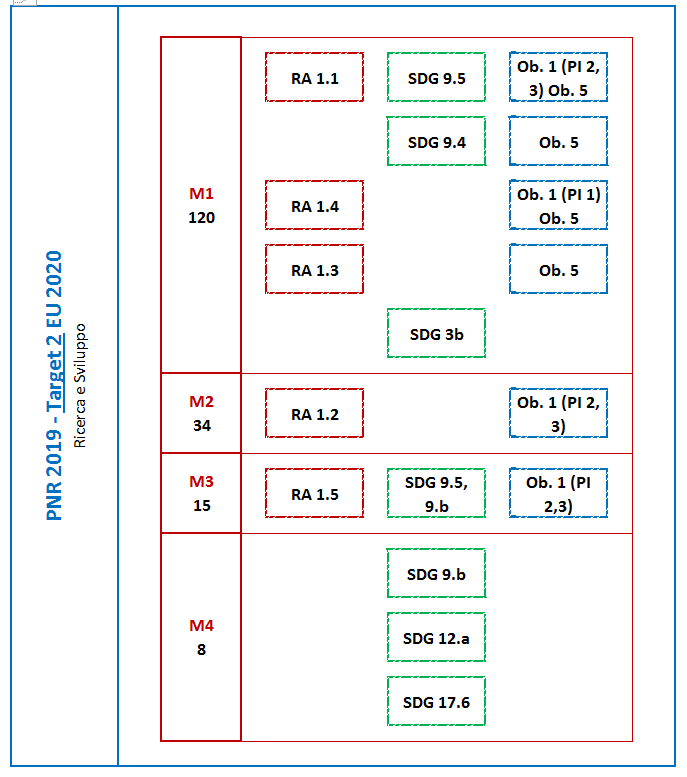 PNR 2019 - Target 2 EU 2020
Ricerca e Sviluppo
M1
120
RA 1.1
SDG 9.5
Ob. 1 (PI 2,
3) Ob. 5
SDG 9.4
Ob. 5
RA 1.4
Ob. 1 (PI 1)
Ob. 5
RA 1.3
Ob. 5
SDG 3b
M2
34
RA 1.2
Ob. 1 (PI 2,
3)
M3
15
RA 1.5
SDG 9.5,
9.b
Ob. 1 (PI
2,3)
M4
8
SDG 9.b
SDG 12.a
SDG 17.6